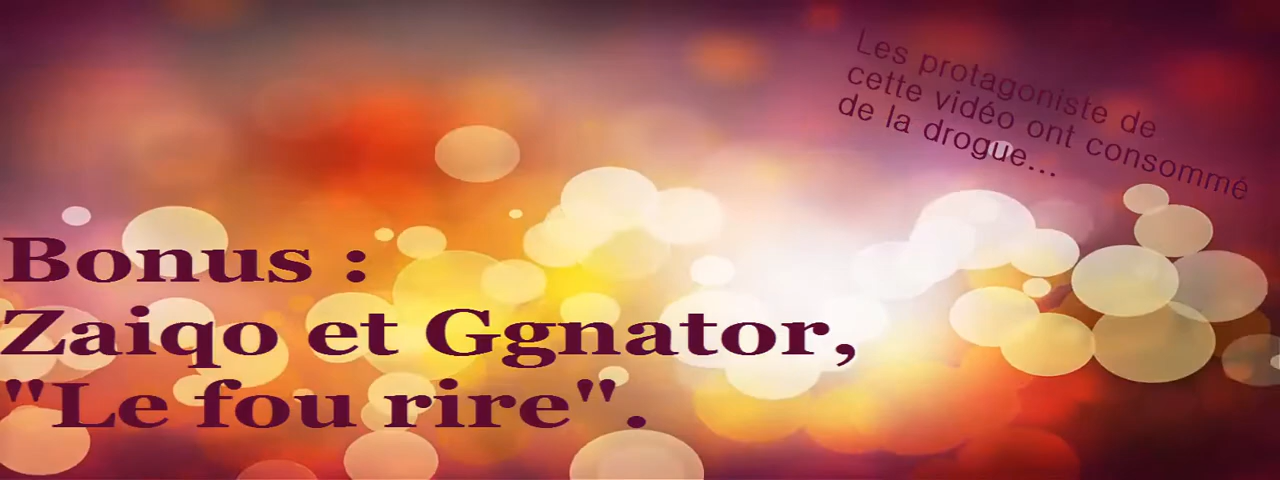 Les protagoniste de
cette vidéo ont consommé
de la drogue...
Bonus :
Zaiqo et Ggnator,
"Le fou rire".